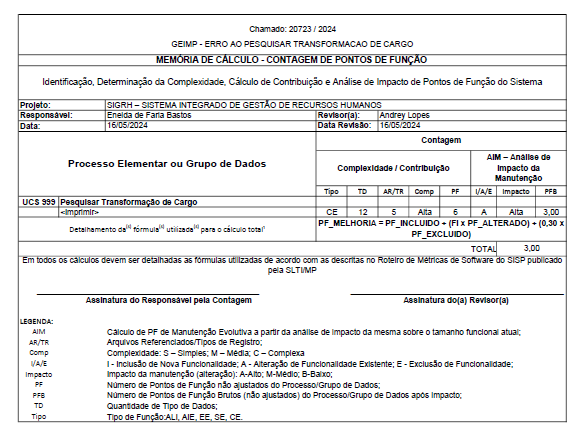 Chamado: 20723 / 2024
GEIMP - ERRO AO PESQUISAR TRANSFORMACAO DE CARGO
MEMÓRIA DE CÁLCULO - CONTAGEM DE PONTOS DE FUNÇÃO
Identificação, Determinação da Complexidade, Cálculo de Contribuição e Análise de Impacto de Pontos de Função do Sistema
Projeto: SIGRH – SISTEMA INTEGRADO DE GESTÃO DE RECURSOS HUMANOS
Responsável: Eneida de Faria Bastos Revisor(a): Andrey Lopes
Data: 16/05/2024 Data Revisão: 16/05/2024
Processo Elementar ou Grupo de Dados
Contagem
Complexidade / Contribuição
AIM – Análise de
Impacto da
Manutenção
Tipo TD AR/TR Comp PF I/A/E Impacto PFB
UCS 999 Pesquisar Transformação de Cargo
<Imprimir> CE 12 5 Alta 6 A Alta 3,00
Detalhamento da(s) fórmula(s) utilizada(s) para o cálculo total:
PF_MELHORIA = PF_INCLUIDO + (FI x PF_ALTERADO) + (0,30 x
PF_EXCLUIDO)
TOTAL 3,00
Em todos os cálculos devem ser detalhadas as fórmulas utilizadas de acordo com as descritas no Roteiro de Métricas de Software do SISP publicado
pela SLTI/MP
Assinatura do Responsável pela Contagem Assinatura do(a) Revisor(a)
LEGENDA:
AIM Cálculo de PF de Manutenção Evolutiva a partir da análise de impacto da mesma sobre o tamanho funcional atual;
AR/TR Arquivos Referenciados/Tipos de Registro;
Comp Complexidade: S – Simples; M – Média; C – Complexa
I/A/E I - Inclusão de Nova Funcionalidade; A - Alteração de Funcionalidade Existente; E - Exclusão de Funcionalidade;
Impacto Impacto da manutenção (alteração): A-Alto; M-Médio; B-Baixo;
PF Número de Pontos de Função não ajustados do Processo/Grupo de Dados;
PFB Número de Pontos de Função Brutos (não ajustados) do Processo/Grupo de Dados após Impacto;
TD Quantidade de Tipo de Dados;
Tipo Tipo de Função:ALI, AIE, EE, SE, CE.